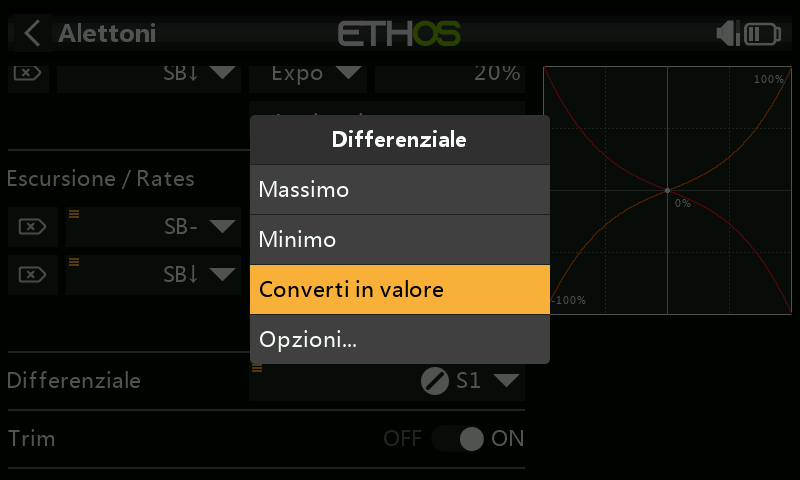 Alettoni
ETHOS
SB↓
Expo
20%
100%
Differenziale
Escursione / Rates
Massimo
0%
SB-
Minimo
SB↓
Converti in valore
-100%
Opzioni...
Differenziale
S1
Trim
OFF
ON